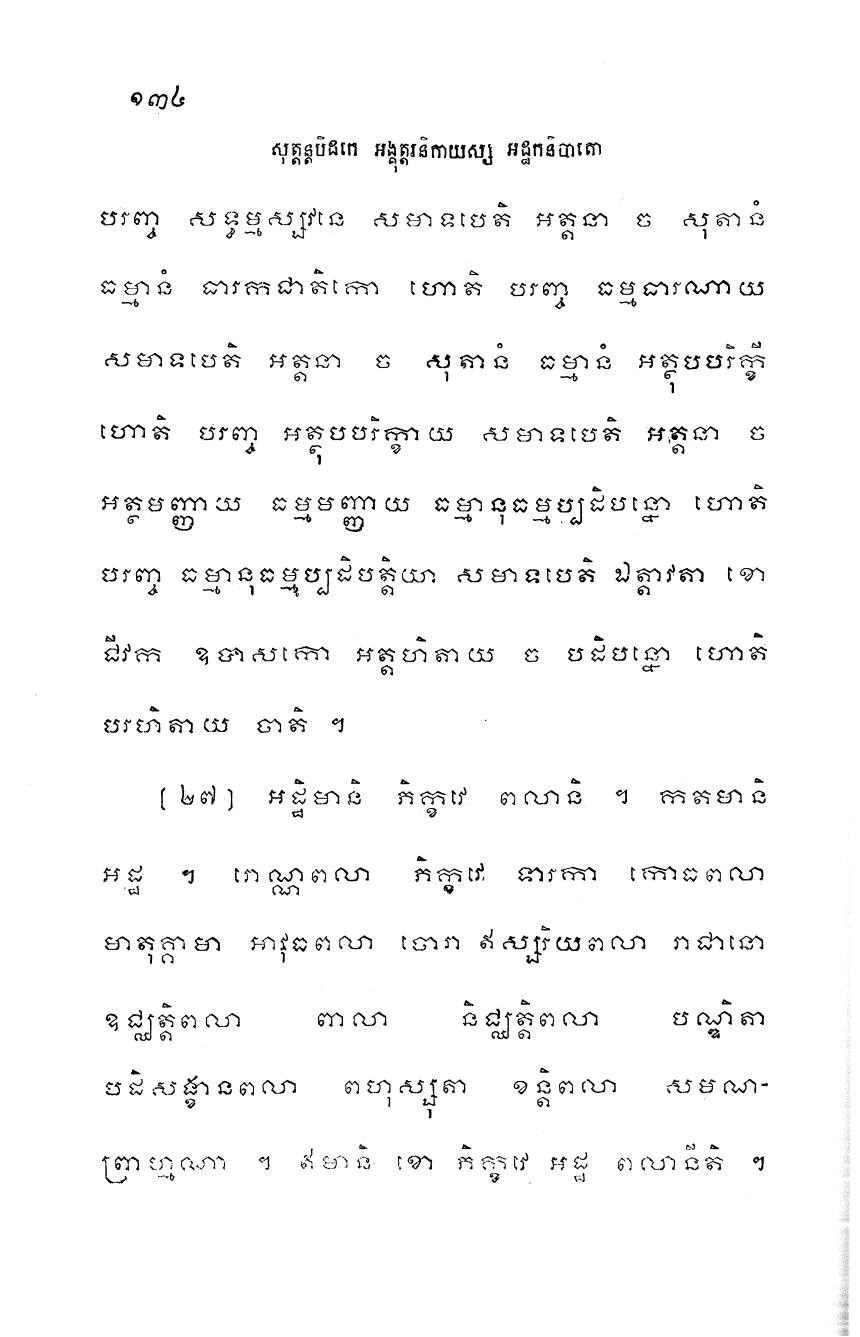 ១៣៤
សុត្តន្តបិដកេ អង្គុត្តរនិកាយស្ស អដ្ឋកនិបាតោ
បរញ្ច សទ្ធម្មស្សវនេ សមាទបេតិ អត្តនា ច សុតានំ
ធម្មានំ ធារកជាតិកោ ហោតិ បរញ្ច ធម្មធារណាយ
សមាទបេតិ អត្តនា ច សុតានំ ធម្មានំ អត្ថុបបរិក្ខី
ហោតិ បរញ្ច អត្ថុបបរិក្ខាយ សមាទបេតិ អត្តនា ច
អត្ថមញ្ញាយ ធម្មមញ្ញាយ ធម្មានុធម្មប្បដិបន្នោ ហោតិ
បរញ្ច ធម្មានុធម្មប្បដិបត្តិយា សមាទបេតិ ឯត្តាវតា ខោ
ជីវក ឧបាសកោ អត្តហិតាយ ច បដិបន្នោ ហោតិ
បរហិតាយ ចាតិ ។
[ ២៧ ] អដ្ឋិមានិ ភិក្ខវេ ពលានិ ។ កតមានិ
អដ្ឋ ។ រោណ្ណពលា ភិក្ខវេ ទារកា កោធពលា
មាតុគ្គាមា អាវុធពលា ចោរា ឥស្សរិយពលា រាជានោ
ឧជ្ឈត្តិពលា ពាលា និជ្ឈត្តិពលា បណ្ឌិតា
បដិសង្ខានពលា ពហុស្សុតា ខន្តិពលា សមណ-
ព្រាហ្មណា ។ ឥមានិ ខោ ភិក្ខវេ អដ្ឋ ពលានីតិ ។